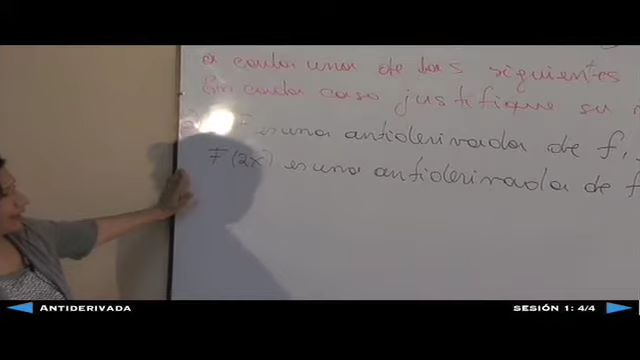 a cada una de las siguientes
En cada caso justifique su
F es una antiderivada de f,
F(2x) es una antiderivada de f
ANTIDERIVADA
SESIÓN 1: 4/4